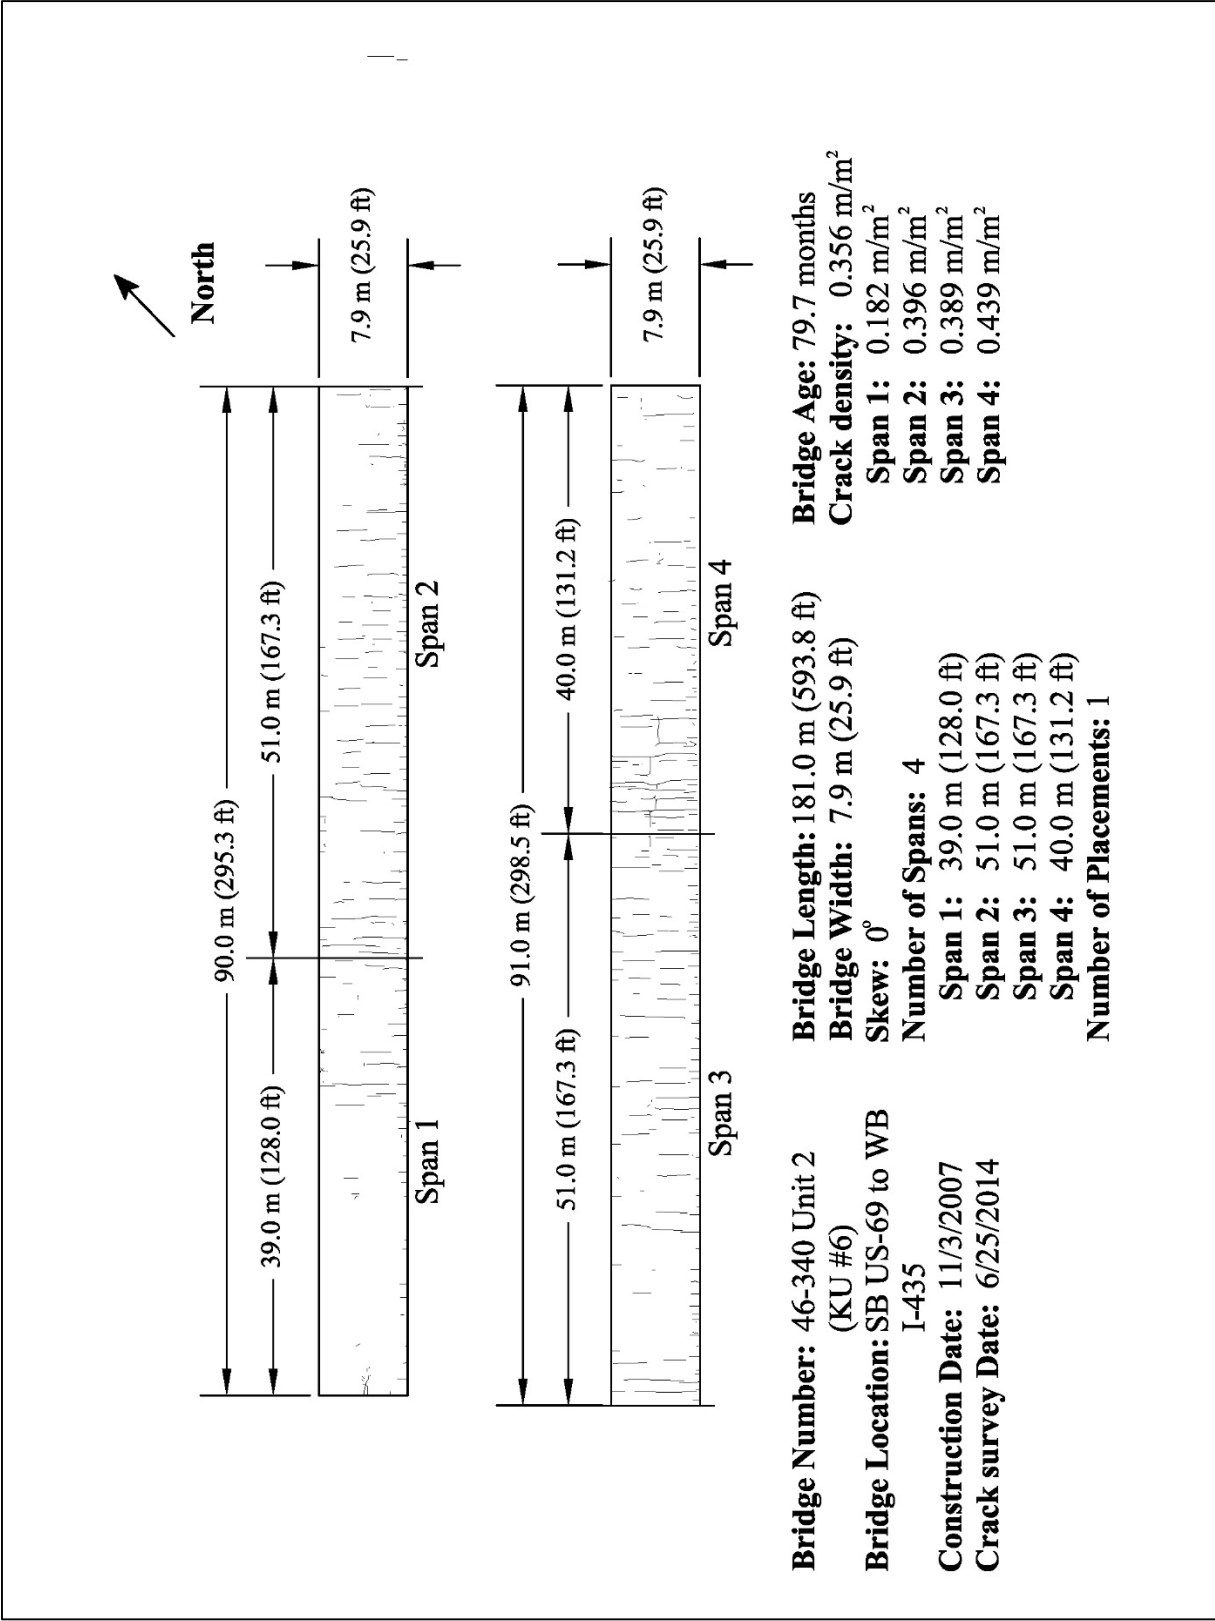 North
90.0 m (295.3 ft)
39.0 m (128.0 ft)
51.0 m (167.3 ft)
7.9 m (25.9 ft)
Span 1
Span 2
91.0 m (298.5 ft)
51.0 m (167.3 ft)
40.0 m (131.2 ft)
7.9 m (25.9 ft)
Span 3
Span 4
Bridge Number: 46-340 Unit 2
(KU #6)
Bridge Location: SB US-69 to WB
I-435
Construction Date: 11/3/2007
Crack survey Date: 6/25/2014
Bridge Length: 181.0 m (593.8 ft)
Bridge Width: 7.9 m (25.9 ft)
Skew: 0°
Number of Spans: 4
Span 1: 39.0 m (128.0 ft)
Span 2: 51.0 m (167.3 ft)
Span 3: 51.0 m (167.3 ft)
Span 4: 40.0 m (131.2 ft)
Number of Placements: 1
Bridge Age: 79.7 months
Crack density: 0.356 m/m²
Span 1: 0.182 m/m²
Span 2: 0.396 m/m²
Span 3: 0.389 m/m²
Span 4: 0.439 m/m²